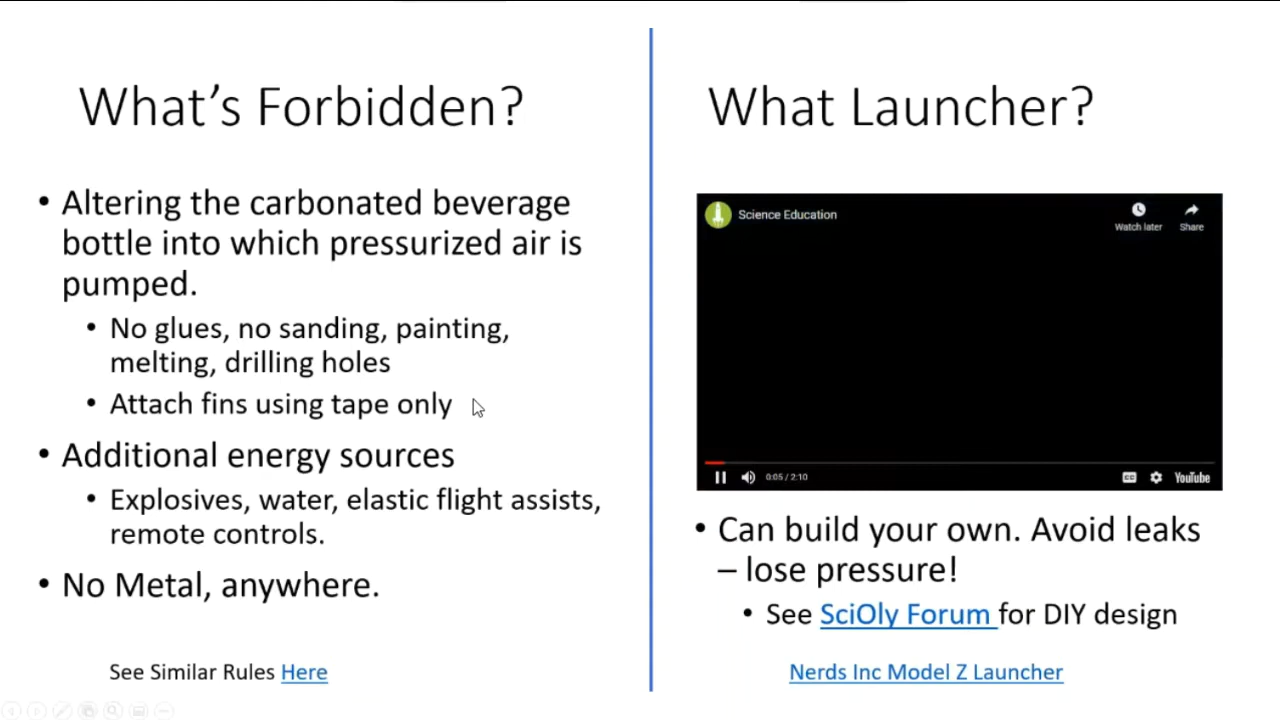 What's Forbidden?
• Altering the carbonated beverage
bottle into which pressurized air is
pumped.
• No glues, no sanding, painting,
melting, drilling holes
• Attach fins using tape only
• Additional energy sources
• Explosives, water, elastic flight assists,
remote controls.
• No Metal, anywhere.
See Similar Rules Here
What Launcher?
Science Education
Watch later
Share
0:05 / 2:10
CC
YouTube
• Can build your own. Avoid leaks
– lose pressure!
• See SciOly Forum for DIY design
Nerds Inc Model Z Launcher